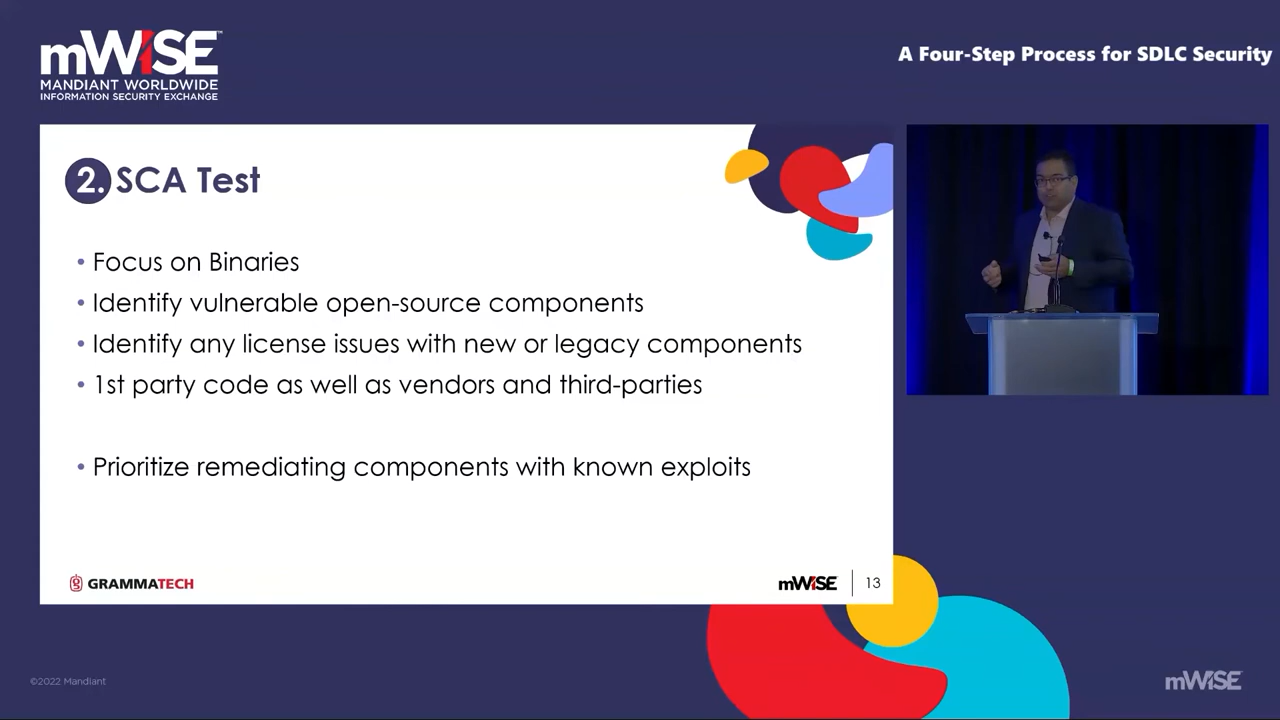 mWISE™
MANDIANT WORLDWIDE
INFORMATION SECURITY EXCHANGE
A Four-Step Process for SDLC Security
2. SCA Test
• Focus on Binaries
• Identify vulnerable open-source components
• Identify any license issues with new or legacy components
• 1st party code as well as vendors and third-parties
• Prioritize remediating components with known exploits
GRAMMATECH
mWISE
13
©2022 Mandiant
mWISE